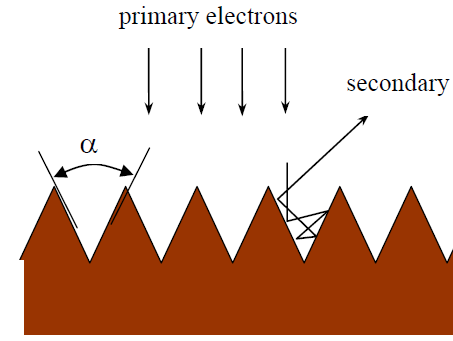 primary electrons
secondary
α